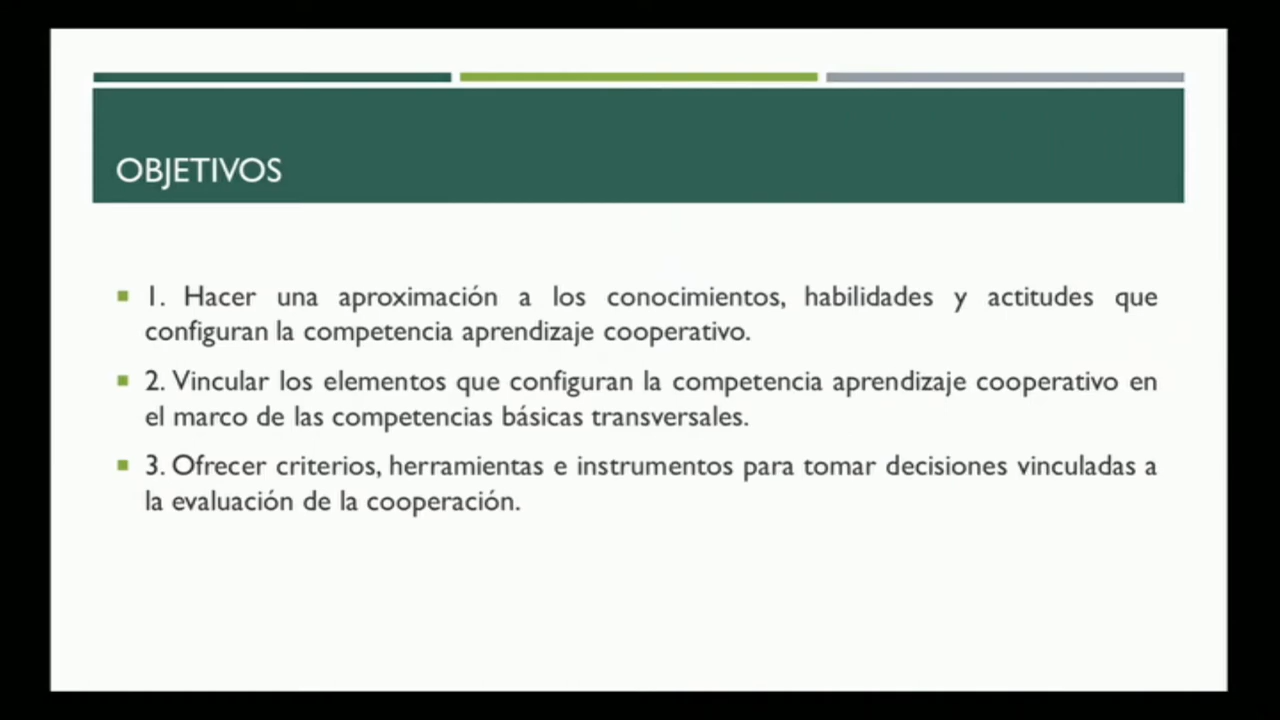 OBJETIVOS
1. Hacer una aproximación a los conocimientos, habilidades y actitudes que
configuran la competencia aprendizaje cooperativo.
2. Vincular los elementos que configuran la competencia aprendizaje cooperativo en
el marco de las competencias básicas transversales.
3. Ofrecer criterios, herramientas e instrumentos para tomar decisiones vinculadas a
la evaluación de la cooperación.